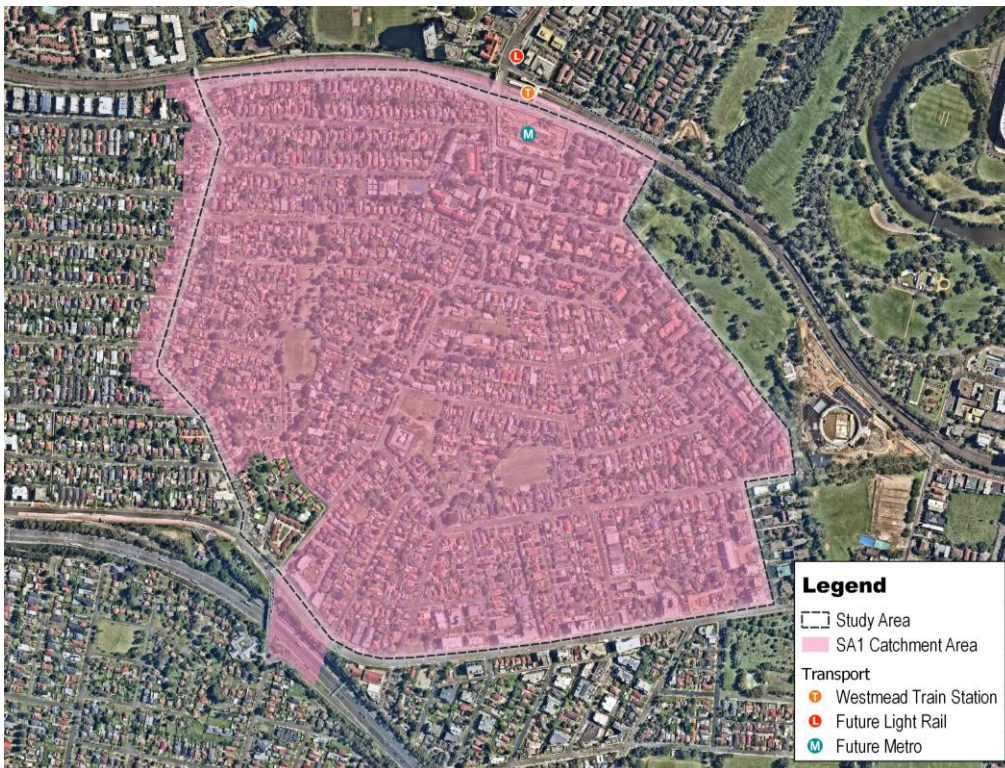 L
T
M
Legend
Study Area
SA1 Catchment Area
Transport
T Westmead Train Station
L Future Light Rail
M Future Metro